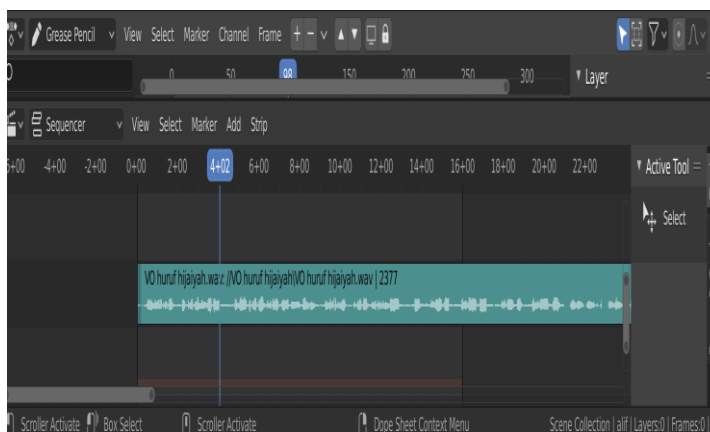 Grease Pencil View Select Marker Channel Frame
0 50 98 150 200 250 300 Layer
Sequencer View Select Marker Add Strip
-4+00 -2+00 0+00 2+00 4+02 6+00 8+00 10+00 12+00 14+00 16+00 18+00 20+00 22+00 Active Tool
Select
VO huruf hijaiyah.wav: //VO huruf hijaiyah\VO huruf hijaiyah.wav | 2377
Scroller Activate Box Select Scroller Activate Dope Sheet Context Menu Scene Collection | alif | Layers:0 | Frames:0 |